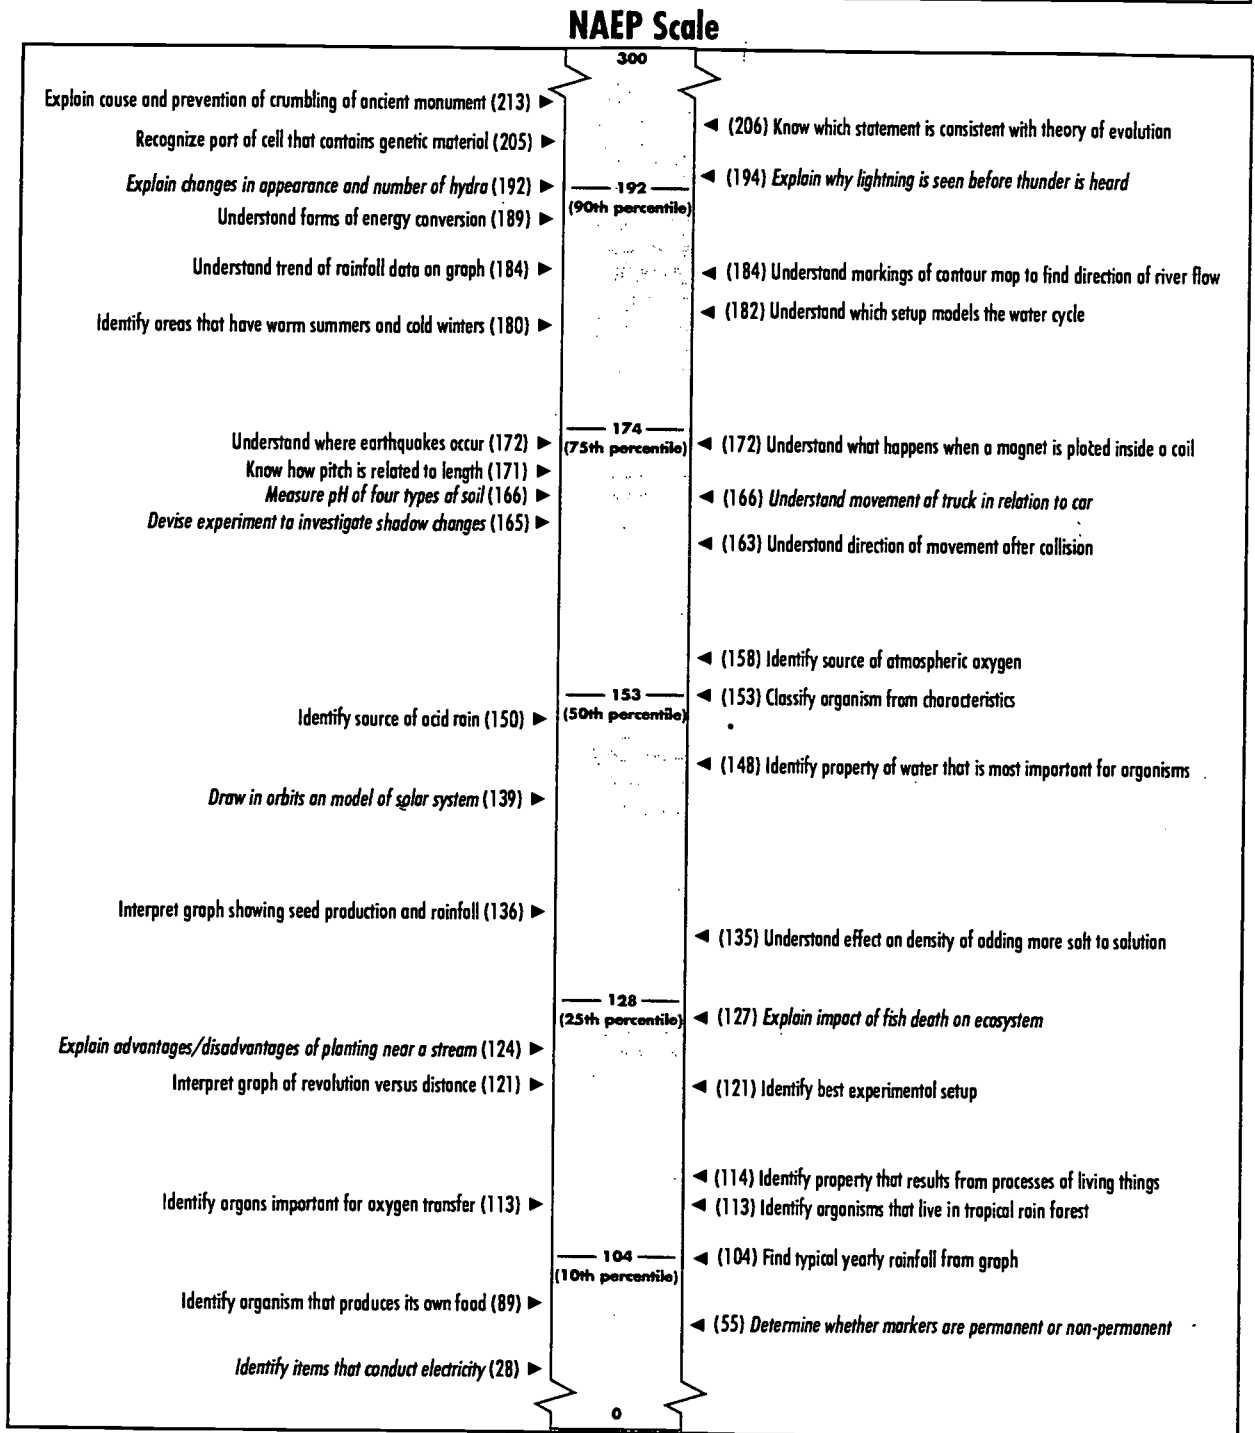 NAEP Scale
300
Explain cause and prevention of crumbling of ancient monument (213) ►
◄ (206) Know which statement is consistent with theory of evolution
Recognize part of cell that contains genetic material (205) ►
◄ (194) Explain why lightning is seen before thunder is heard
Explain changes in appearance and number of hydra (192) ►
192
(90th percentile)
Understand forms of energy conversion (189) ►
Understand trend of rainfall data on graph (184) ►
◄ (184) Understand markings of contour map to find direction of river flow
◄ (182) Understand which setup models the water cycle
Identify areas that have warm summers and cold winters (180) ►
174
(75th percentile)
Understand where earthquakes occur (172) ►
◄ (172) Understand what happens when a magnet is placed inside a coil
Know how pitch is related to length (171) ►
Measure pH of four types of soil (166) ►
◄ (166) Understand movement of truck in relation to car
Devise experiment to investigate shadow changes (165) ►
◄ (163) Understand direction of movement after collision
◄ (158) Identify source of atmospheric oxygen
153
(50th percentile)
◄ (153) Classify organism from characteristics
Identify source of acid rain (150) ►
◄ (148) Identify property of water that is most important for organisms
Draw in orbits on model of solar system (139) ►
Interpret graph showing seed production and rainfall (136) ►
◄ (135) Understand effect on density of adding more salt to solution
128
(25th percentile)
◄ (127) Explain impact of fish death on ecosystem
Explain advantages/disadvantages of planting near a stream (124) ►
Interpret graph of revolution versus distance (121) ►
◄ (121) Identify best experimental setup
◄ (114) Identify property that results from processes of living things
Identify organs important for oxygen transfer (113) ►
◄ (113) Identify organisms that live in tropical rain forest
104
(10th percentile)
◄ (104) Find typical yearly rainfall from graph
Identify organism that produces its own food (89) ►
◄ (55) Determine whether markers are permanent or non-permanent
Identify items that conduct electricity (28) ►
0